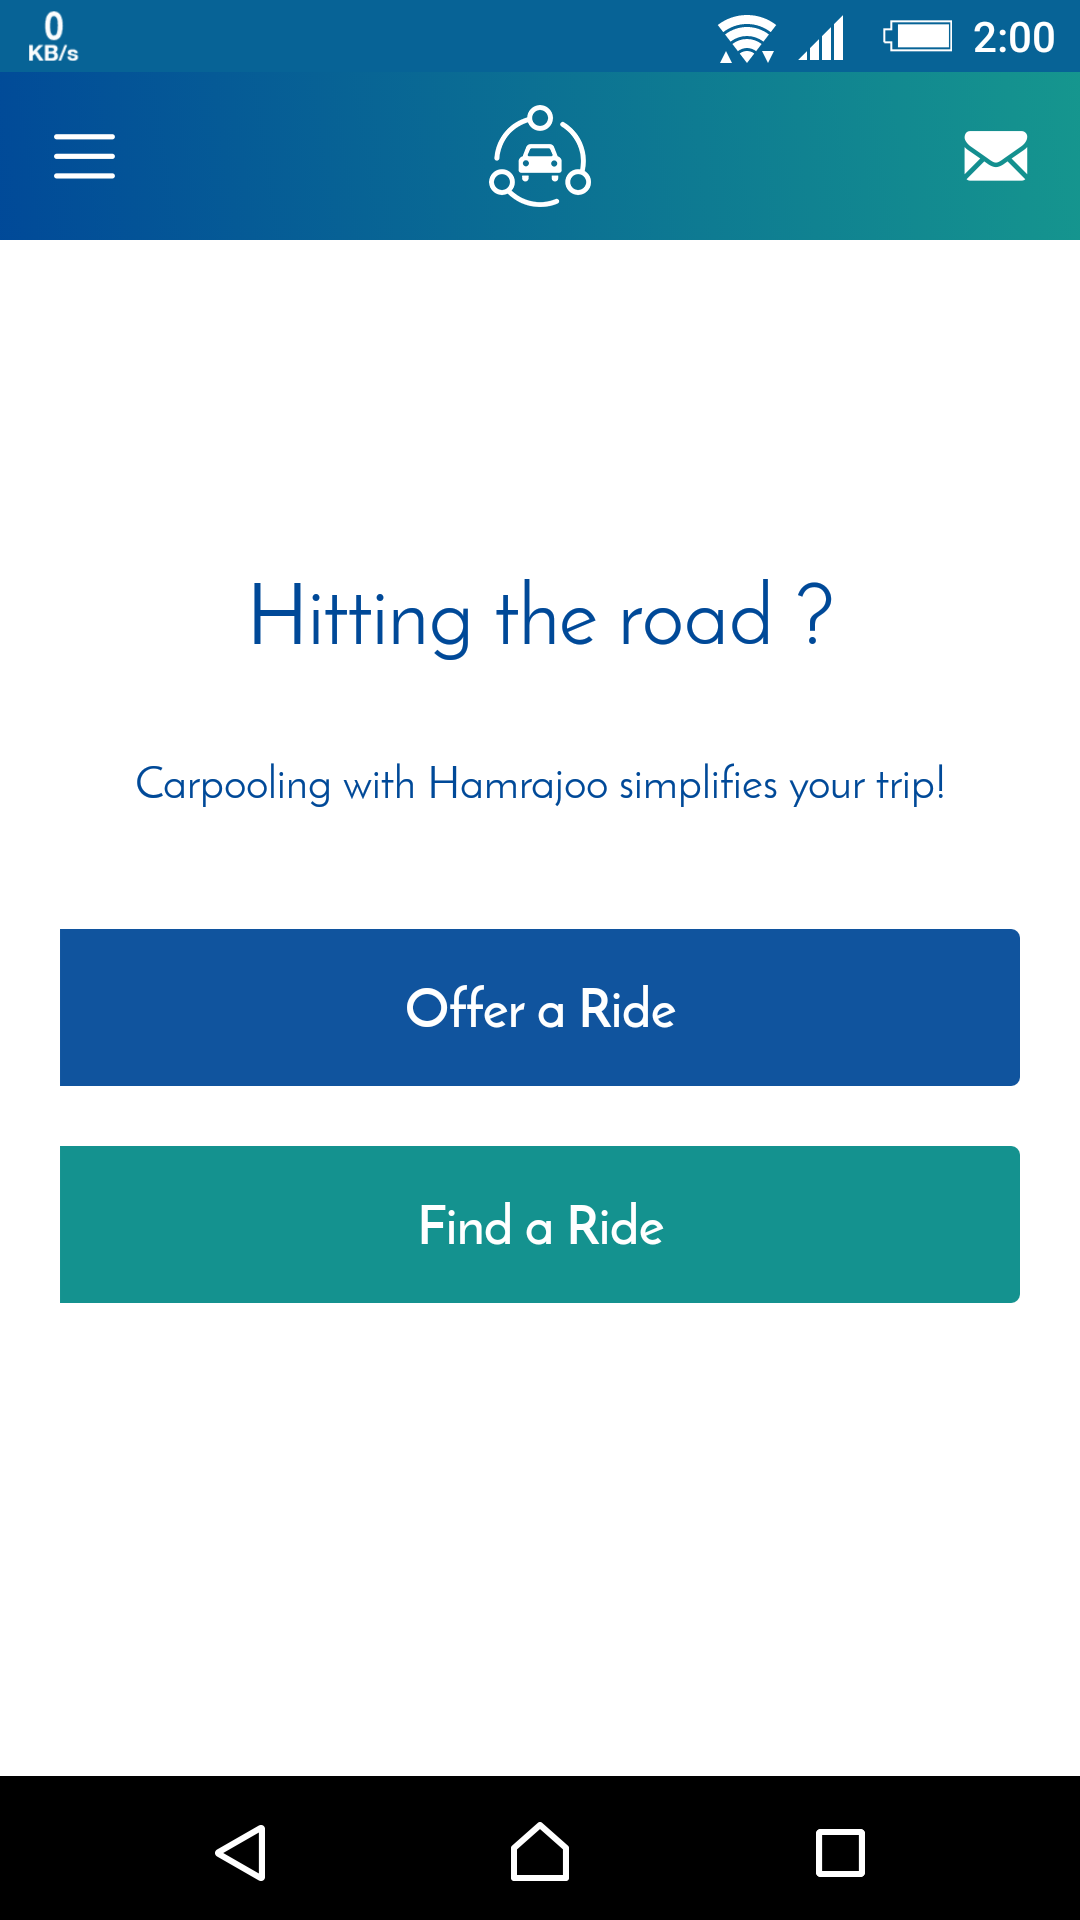 0
KB/s
2:00
Hitting the road ?
Carpooling with Hamrajoo simplifies your trip!
Offer a Ride
Find a Ride